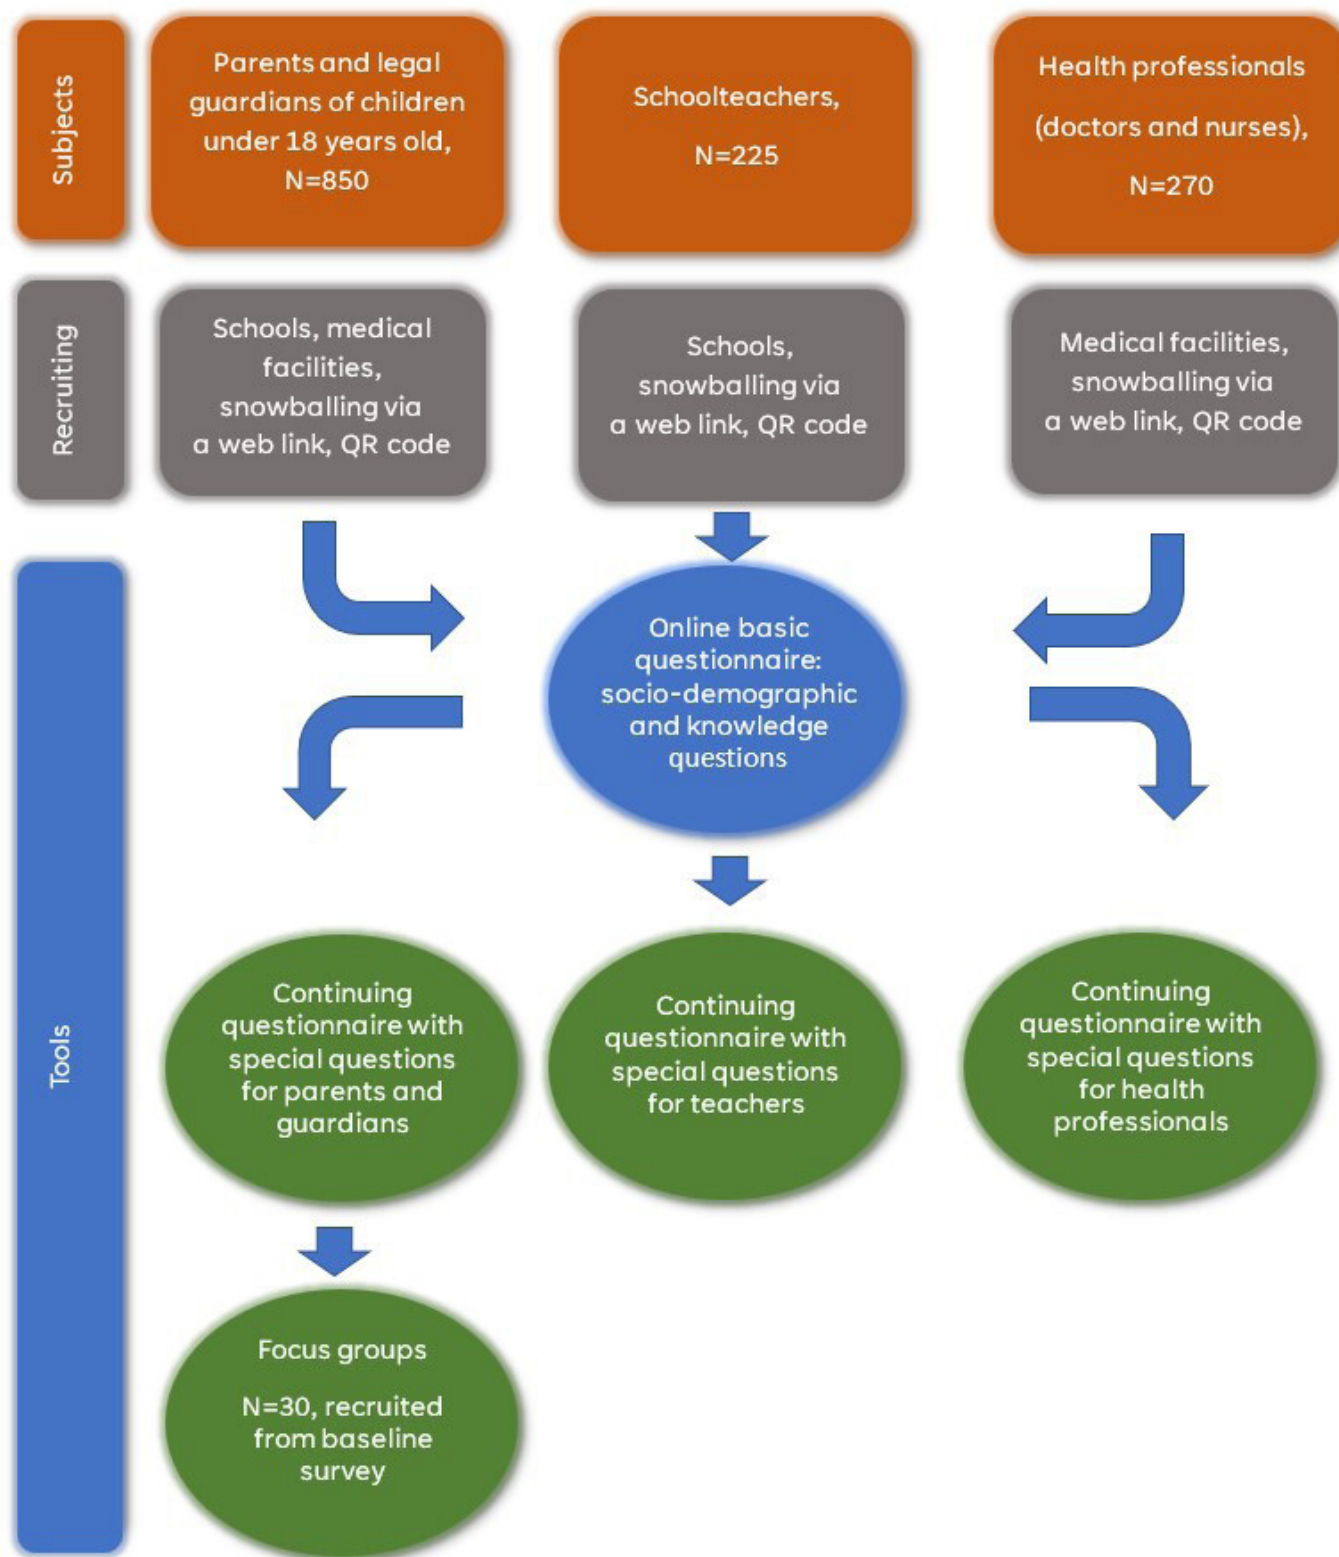 Subjects
Parents and legal
guardians of children
under 18 years old,
N=850
Schoolteachers,
N=225
Health professionals
(doctors and nurses),
N=270
Recruiting
Schools, medical
facilities,
snowballing via
a web link, QR code
Schools,
snowballing via
a web link, QR code
Medical facilities,
snowballing via
a web link, QR code
Tools
Online basic
questionnaire:
socio-demographic
and knowledge
questions
Continuing
questionnaire with
special questions
for parents and
guardians
Continuing
questionnaire with
special questions
for teachers
Continuing
questionnaire with
special questions
for health
professionals
Focus groups
N=30, recruited
from baseline
survey